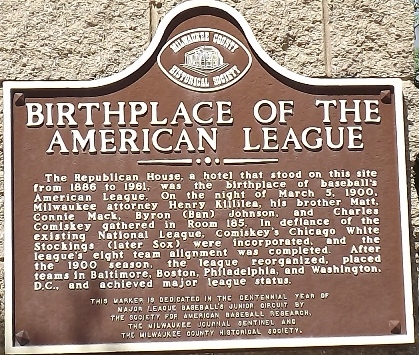 MILWAUKEE COUNTY
HISTORICAL SOCIETY
BIRTHPLACE OF THE
AMERICAN LEAGUE
The Republican House, a hotel that stood on this site
from 1886 to 1961, was the birthplace of baseball's
American League. On the night of March 5, 1900,
Milwaukee attorney Henry Killilea, his brother Matt,
Connie Mack, Byron (Ban) Johnson, and Charles
Comiskey gathered in Room 185. In defiance of the
existing National League, Comiskey's Chicago White
Stockings (later Sox) were incorporated, and the
league's eight team alignment was completed. After
the 1900 season, the league reorganized, placed
teams in Baltimore, Boston, Philadelphia, and Washington,
D.C., and achieved major league status.
THIS MARKER IS DEDICATED IN THE CENTENNIAL YEAR OF
MAJOR LEAGUE BASEBALL'S JUNIOR CIRCUIT BY
THE SOCIETY FOR AMERICAN BASEBALL RESEARCH,
THE MILWAUKEE JOURNAL SENTINEL AND
THE MILWAUKEE COUNTY HISTORICAL SOCIETY.